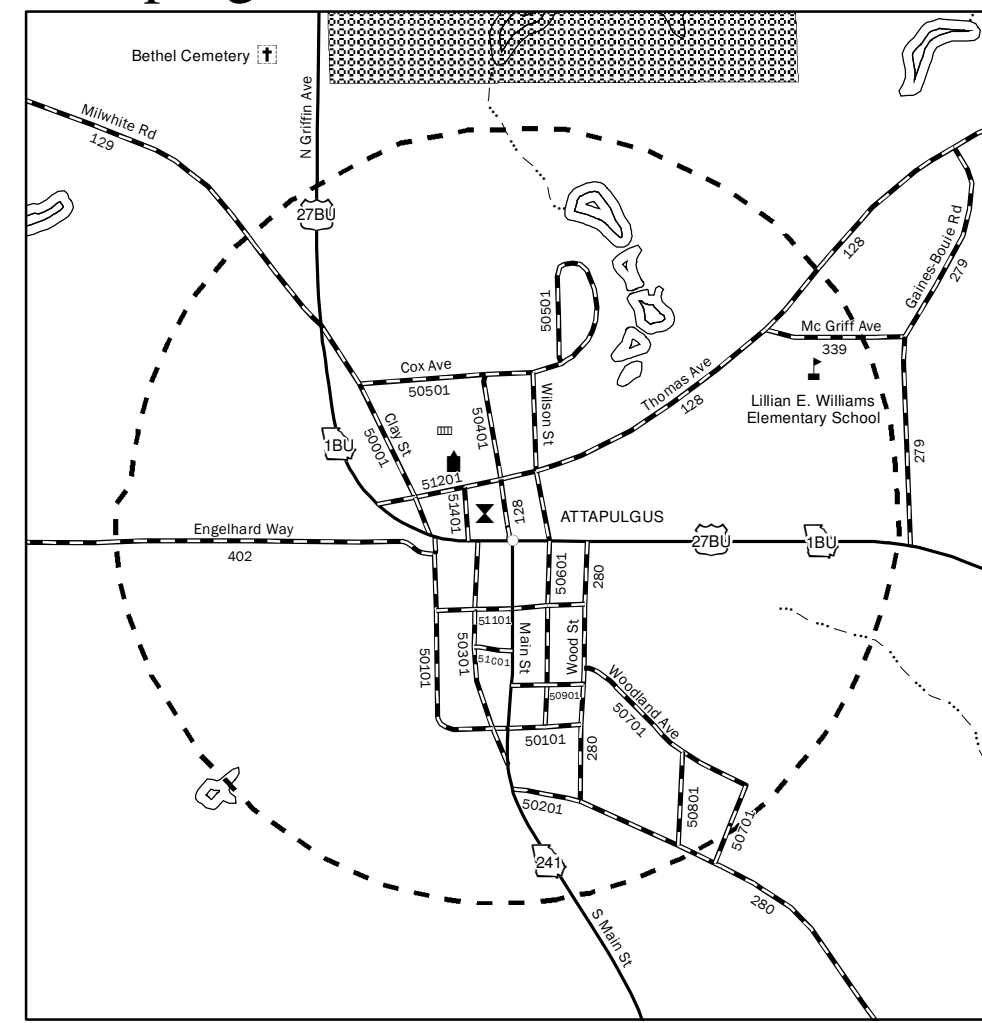 Bethel Cemetery
N Griffin Ave
Milwhite Rd
129
27BU
128
Gaines-Bouie Rd
279
50501
Mc Griff Ave
339
Cox Ave
50501
Thomas Ave
128
Lillian E. Williams
Elementary School
Wilson St
50401
Clay St
50001
1BU
279
51201
51401
128
ATTAPULGUS
Engelhard Way
402
27BU
1BU
50601
280
51101
50301
Main St
Wood St
51001
50101
50901
Woodland Ave
50701
50101
280
50201
50801
50701
241
280
S Main St